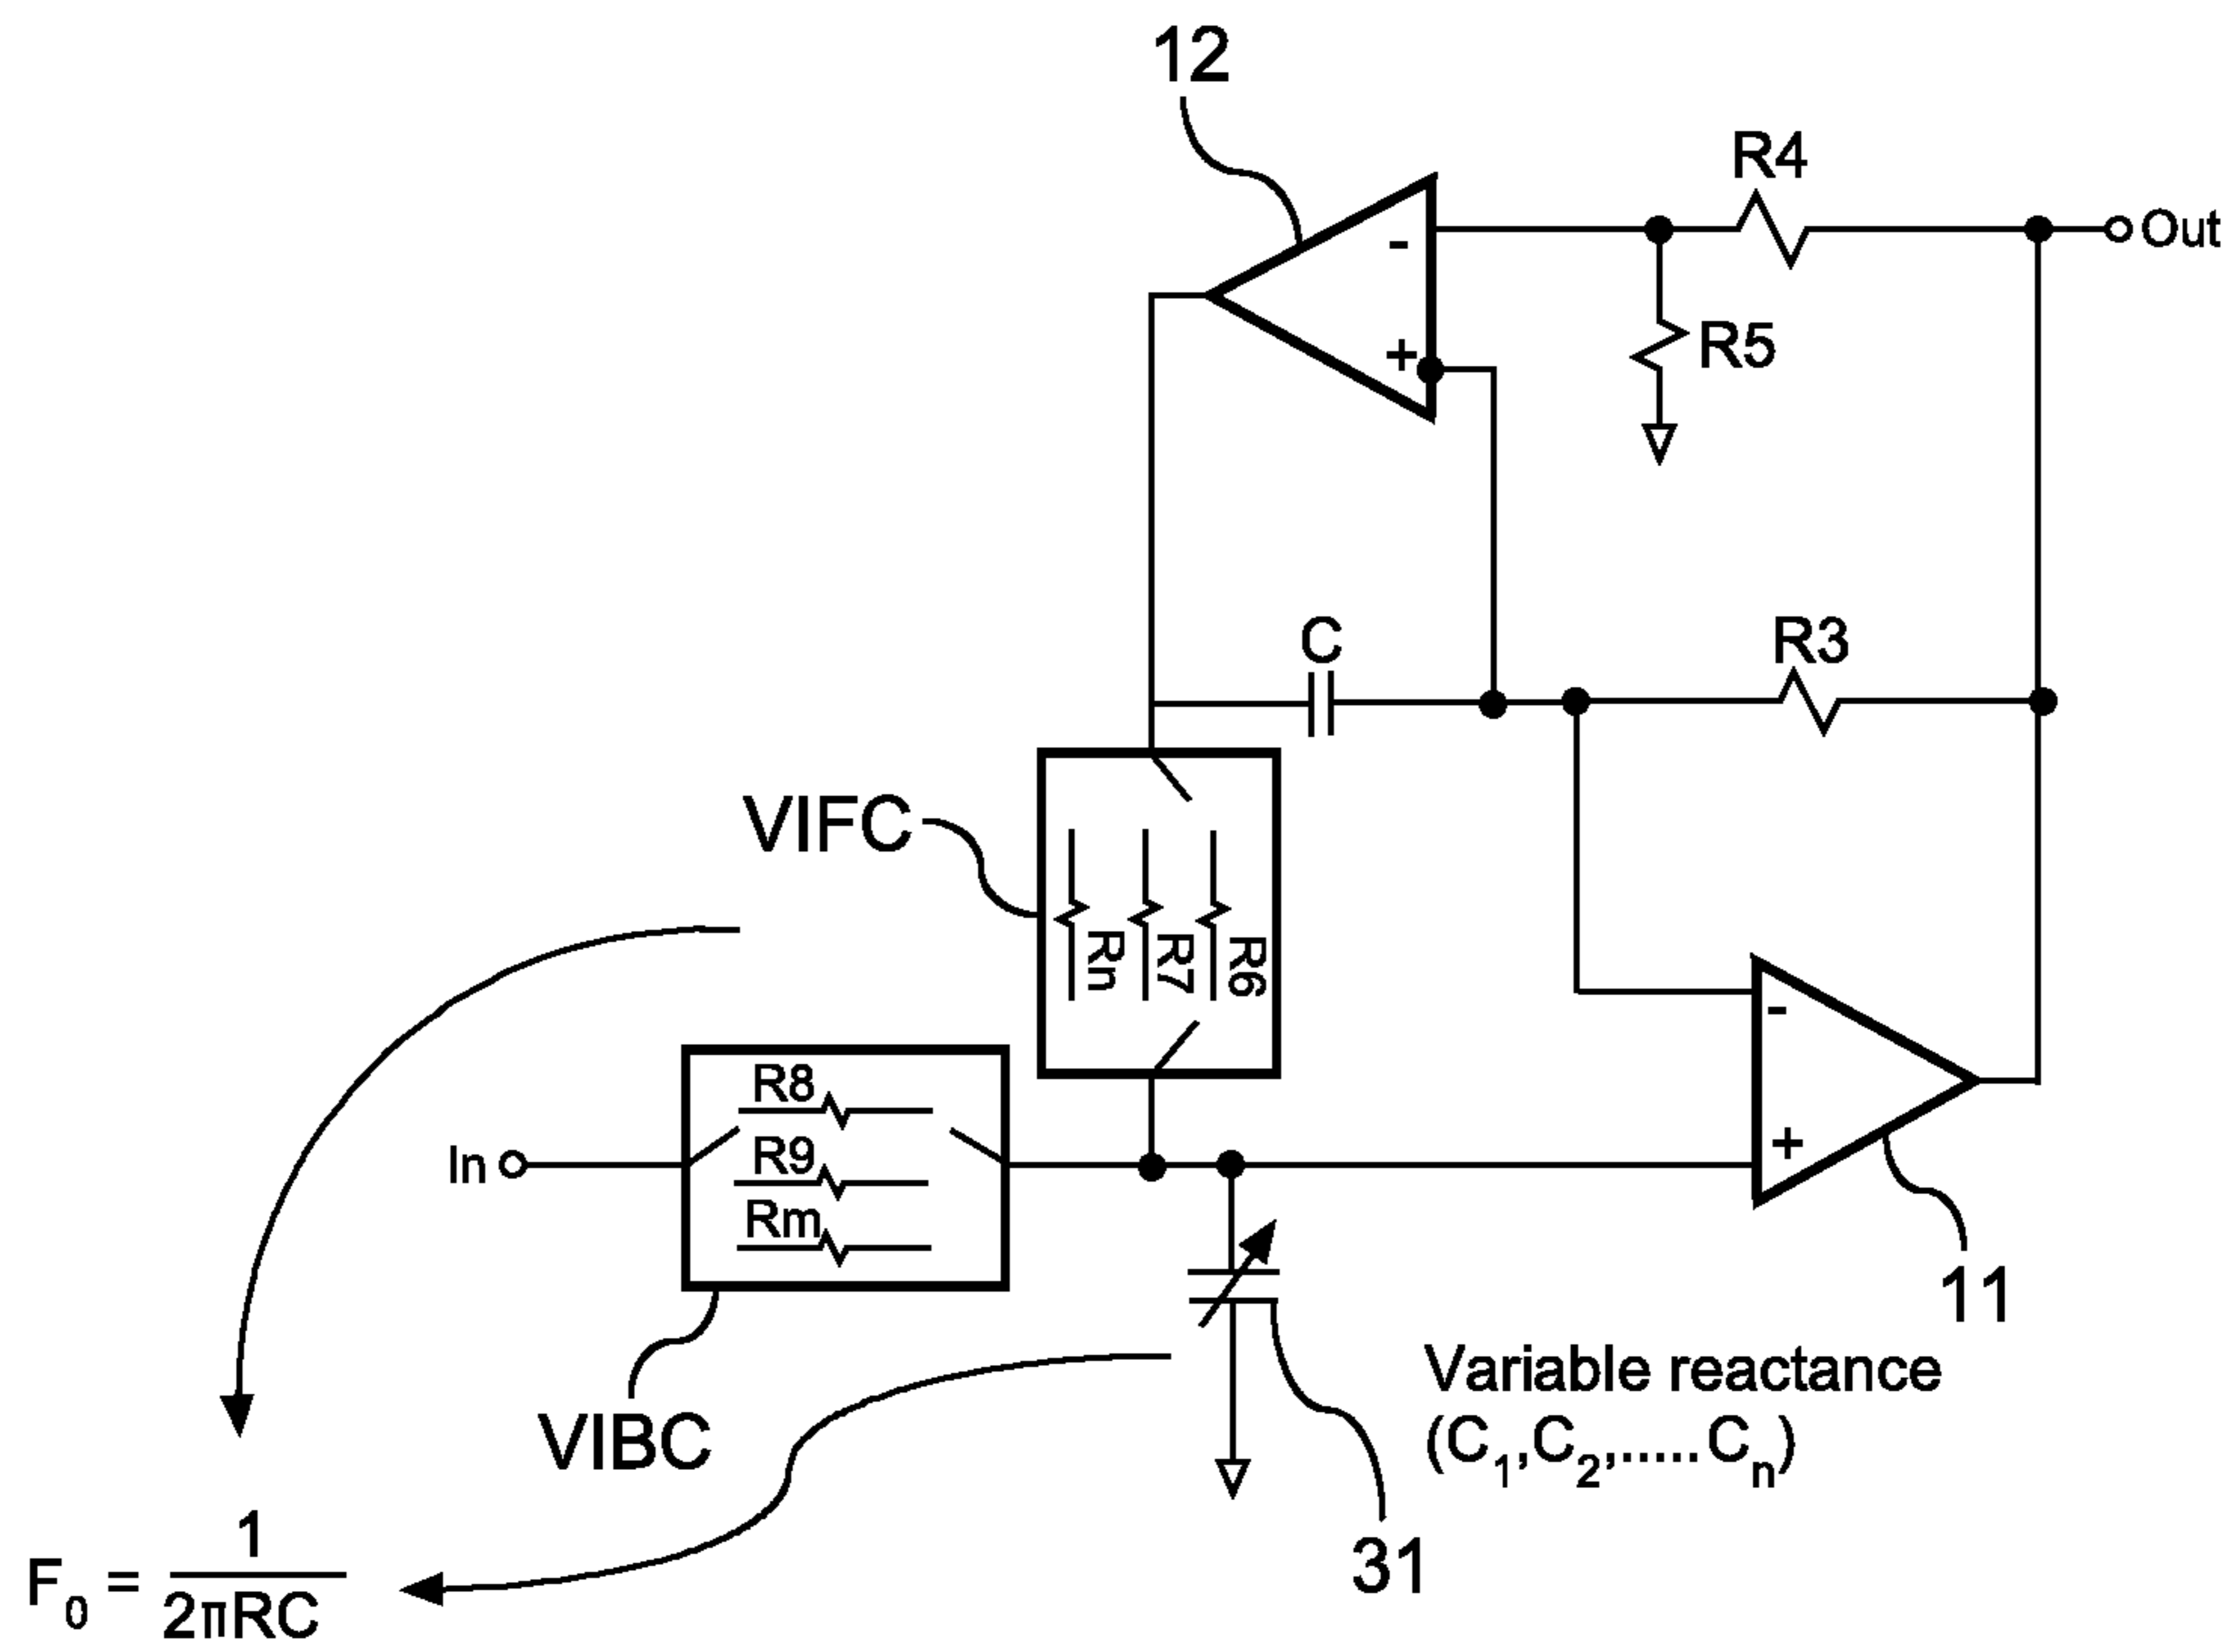 12
R4
Out
-
R5
+
C
R3
VIFC
Rn
R7
R6
-
R8
In
R9
+
Rm
11
Variable reactance
(C1,C2,.....Cn)
VIBC
31
F0 = 1
2πRC